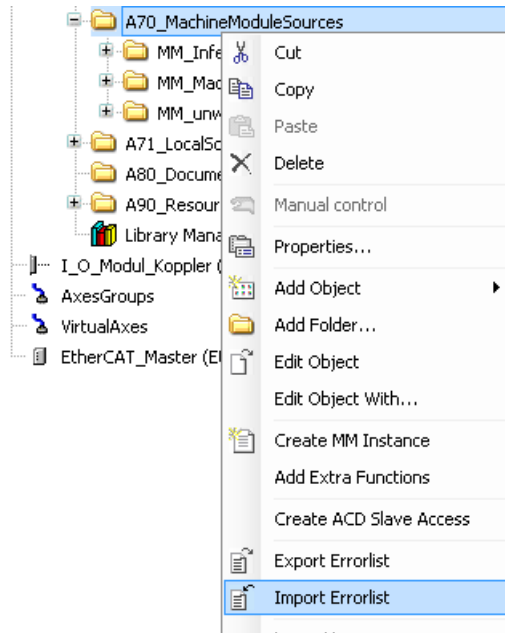 A70_MachineModuleSources
MM_Infe
MM_Mac
MM_unw
A71_LocalSo
A80_Docume
A90_Resour
Library Mana
I_O_Modul_Koppler (
AxesGroups
VirtualAxes
EtherCAT_Master (E
Cut
Copy
Paste
Delete
Manual control
Properties...
Add Object
Add Folder...
Edit Object
Edit Object With...
Create MM Instance
Add Extra Functions
Create ACD Slave Access
Export Errorlist
Import Errorlist